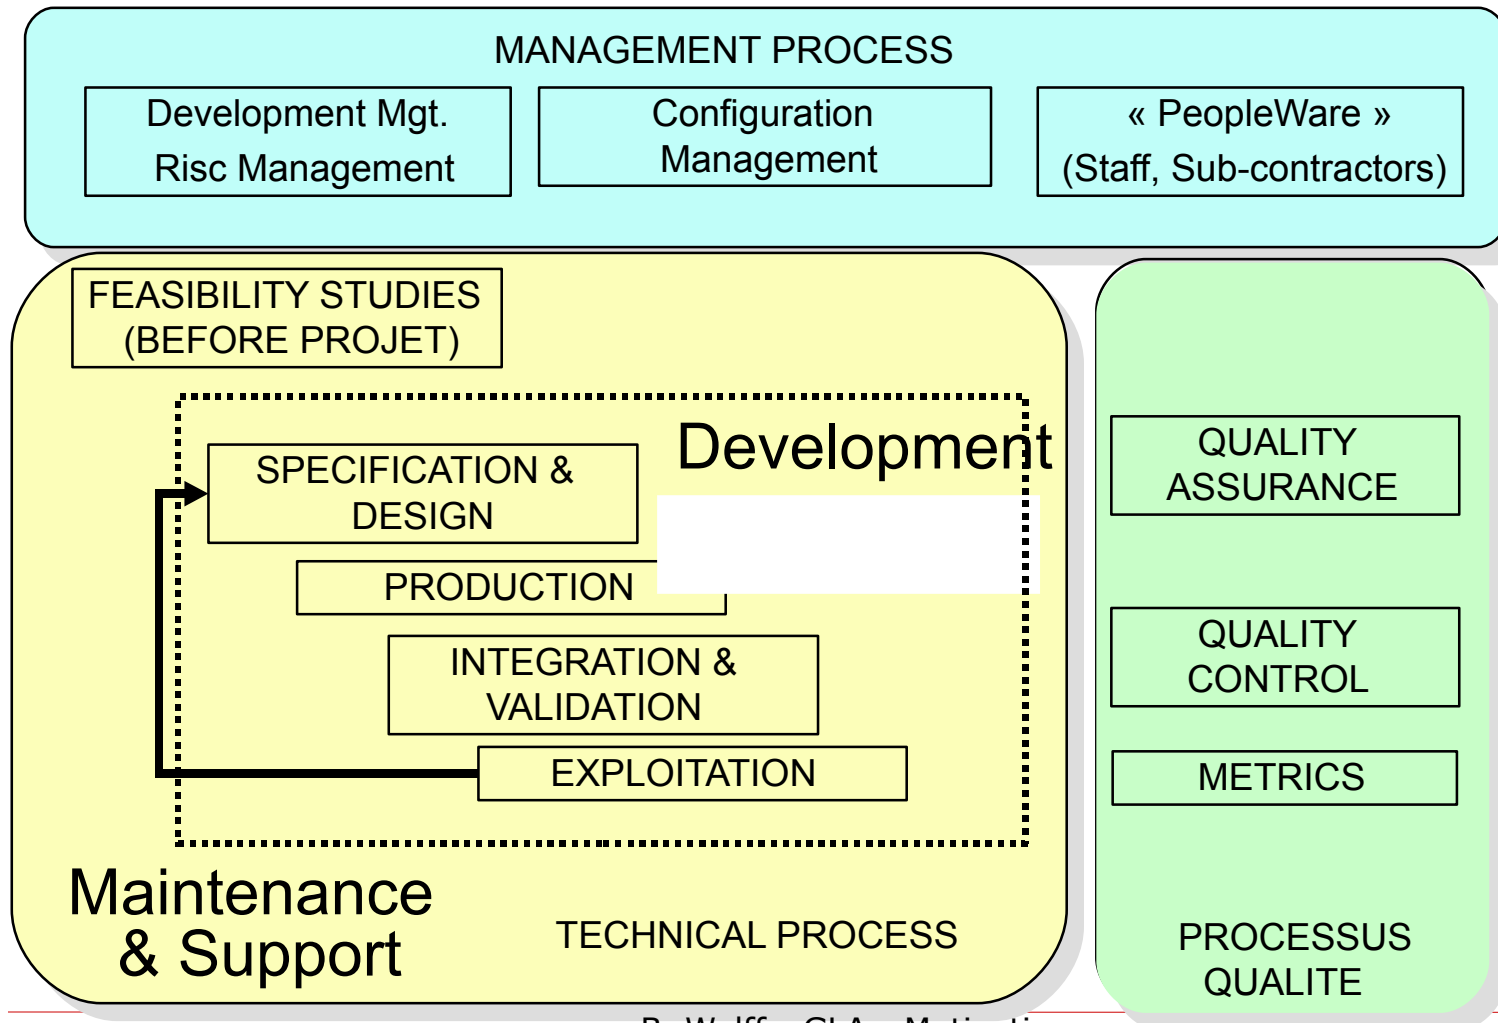 MANAGEMENT PROCESS
Development Mgt.
Risc Management
Configuration
Management
« PeopleWare »
(Staff, Sub-contractors)
FEASIBILITY STUDIES
(BEFORE PROJET)
Development
SPECIFICATION &
DESIGN
PRODUCTION
INTEGRATION &
VALIDATION
EXPLOITATION
Maintenance
& Support
TECHNICAL PROCESS
QUALITY
ASSURANCE
QUALITY
CONTROL
METRICS
PROCESSUS
QUALITE